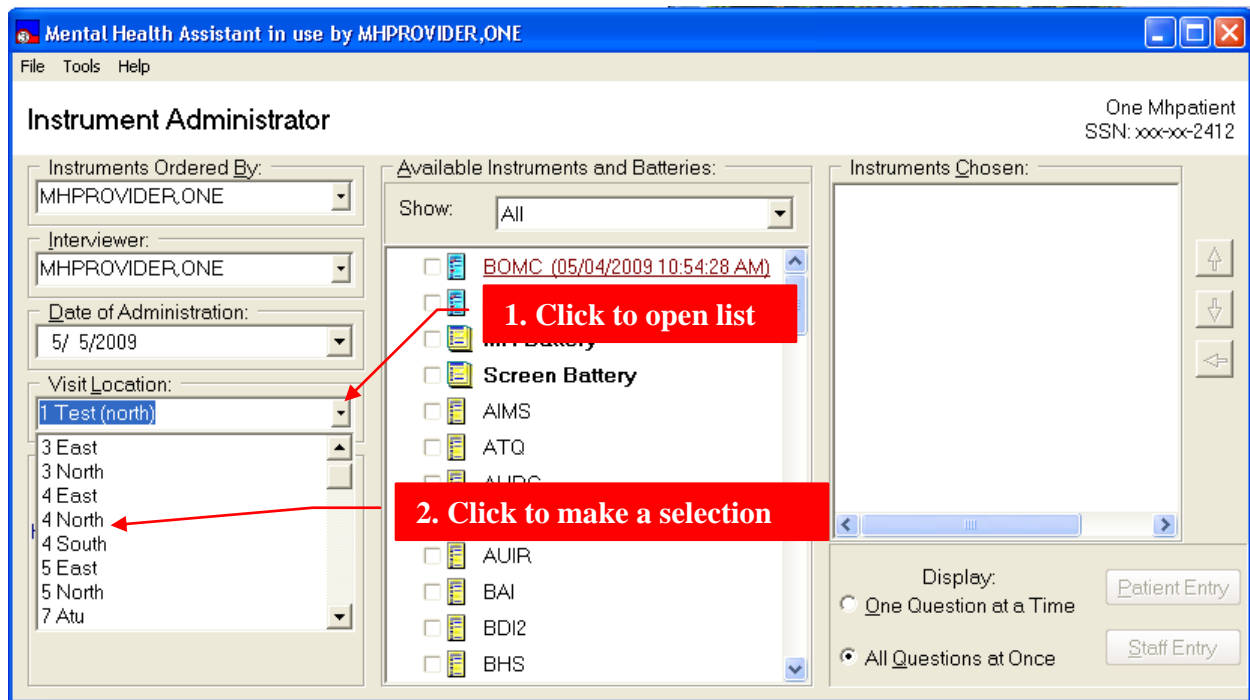 Mental Health Assistant in use by MHPROVIDER,ONE
File Tools Help
Instrument Administrator
One Mhpatient
SSN: xxx-xx-2412
Instruments Ordered By:
MHPROVIDER,ONE
Interviewer:
MHPROVIDER,ONE
Date of Administration:
5/ 5/2009
Visit Location:
1 Test (north)
3 East
3 North
4 East
4 North
4 South
5 East
5 North
7 Atu
Available Instruments and Batteries:
Show: All
BOMC (05/04/2009 10:54:28 AM)
1. Click to open list
Battery
Screen Battery
AIMS
ATQ
2. Click to make a selection
AUIR
BAI
BDI2
BHS
Instruments Chosen:
Display:
One Question at a Time
All Questions at Once
Patient Entry
Staff Entry